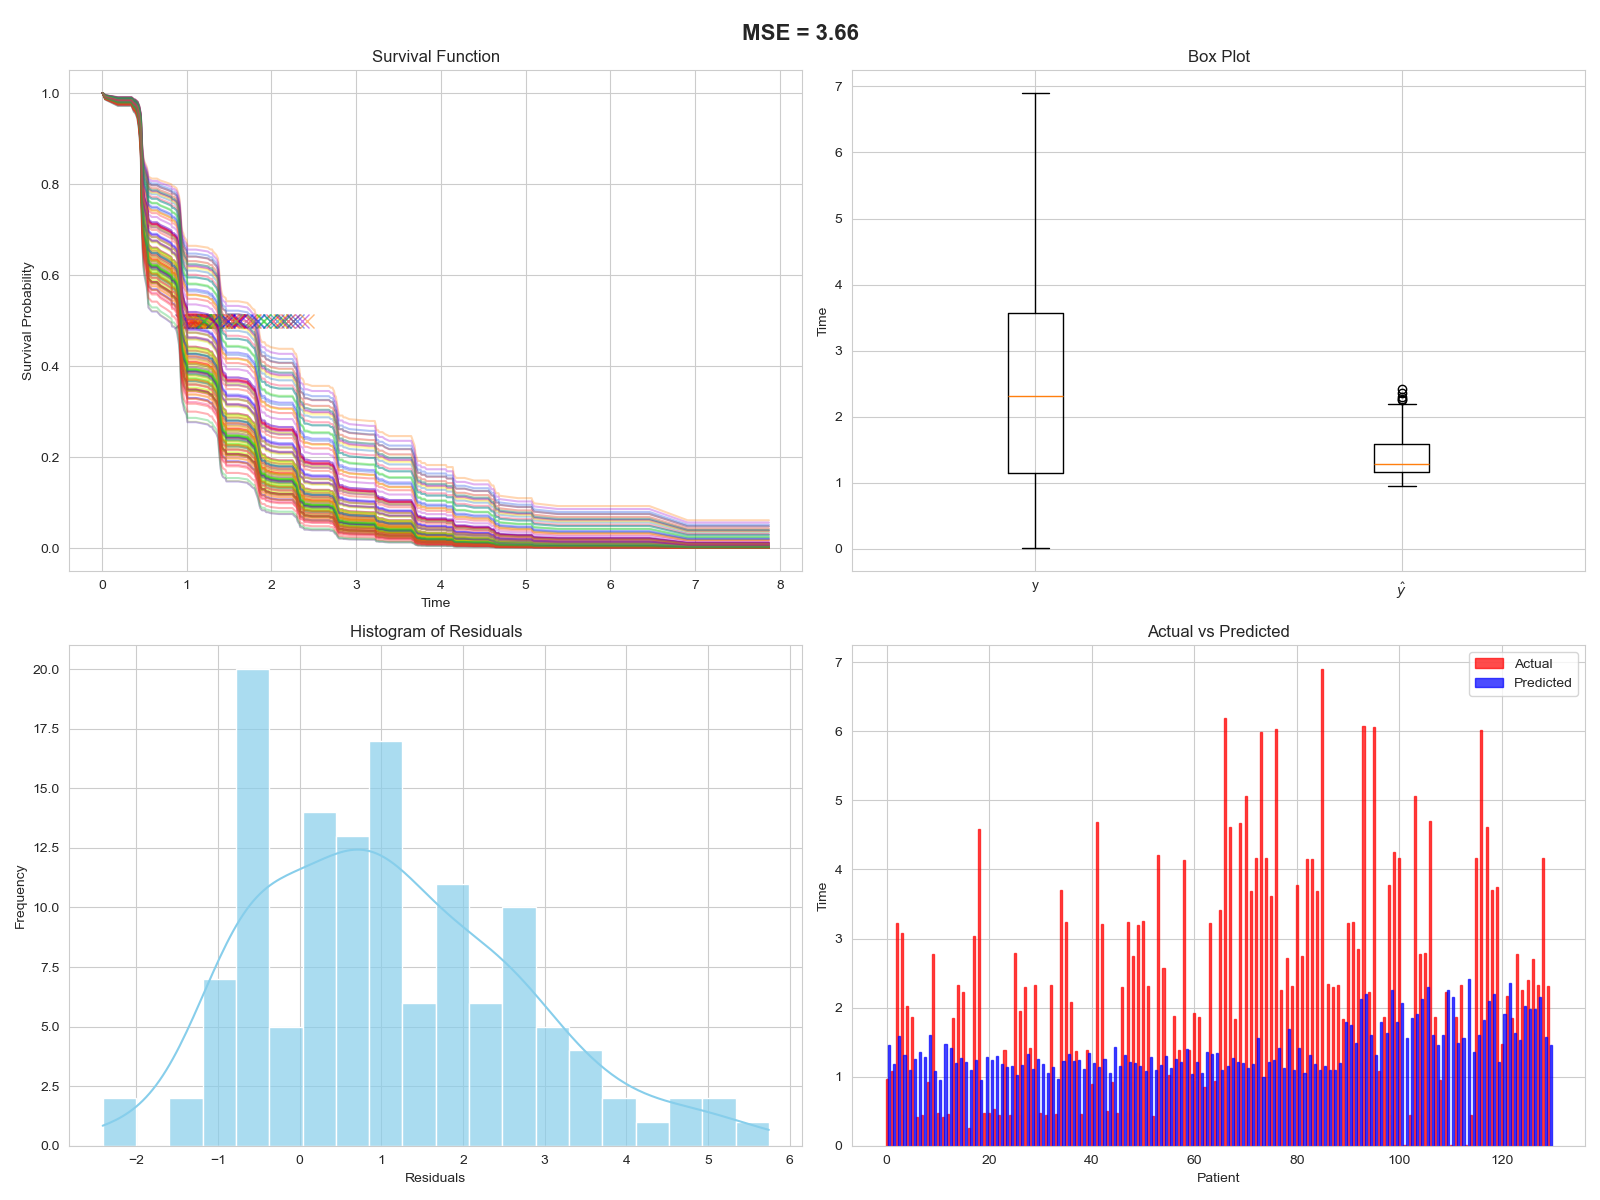 MSE = 3.66
Survival Function
1.0
0.8
0.6
0.4
0.2
0.0
Survival Probability
0 1 2 3 4 5 6 7 8
Time
Box Plot
7
6
5
4
3
2
1
0
Time
y ŷ
Histogram of Residuals
20.0
17.5
15.0
12.5
10.0
7.5
5.0
2.5
0.0
Frequency
−2 −1 0 1 2 3 4 5 6
Residuals
Actual vs Predicted
Actual
Predicted
7
6
5
4
3
2
1
0
Time
0 20 40 60 80 100 120
Patient